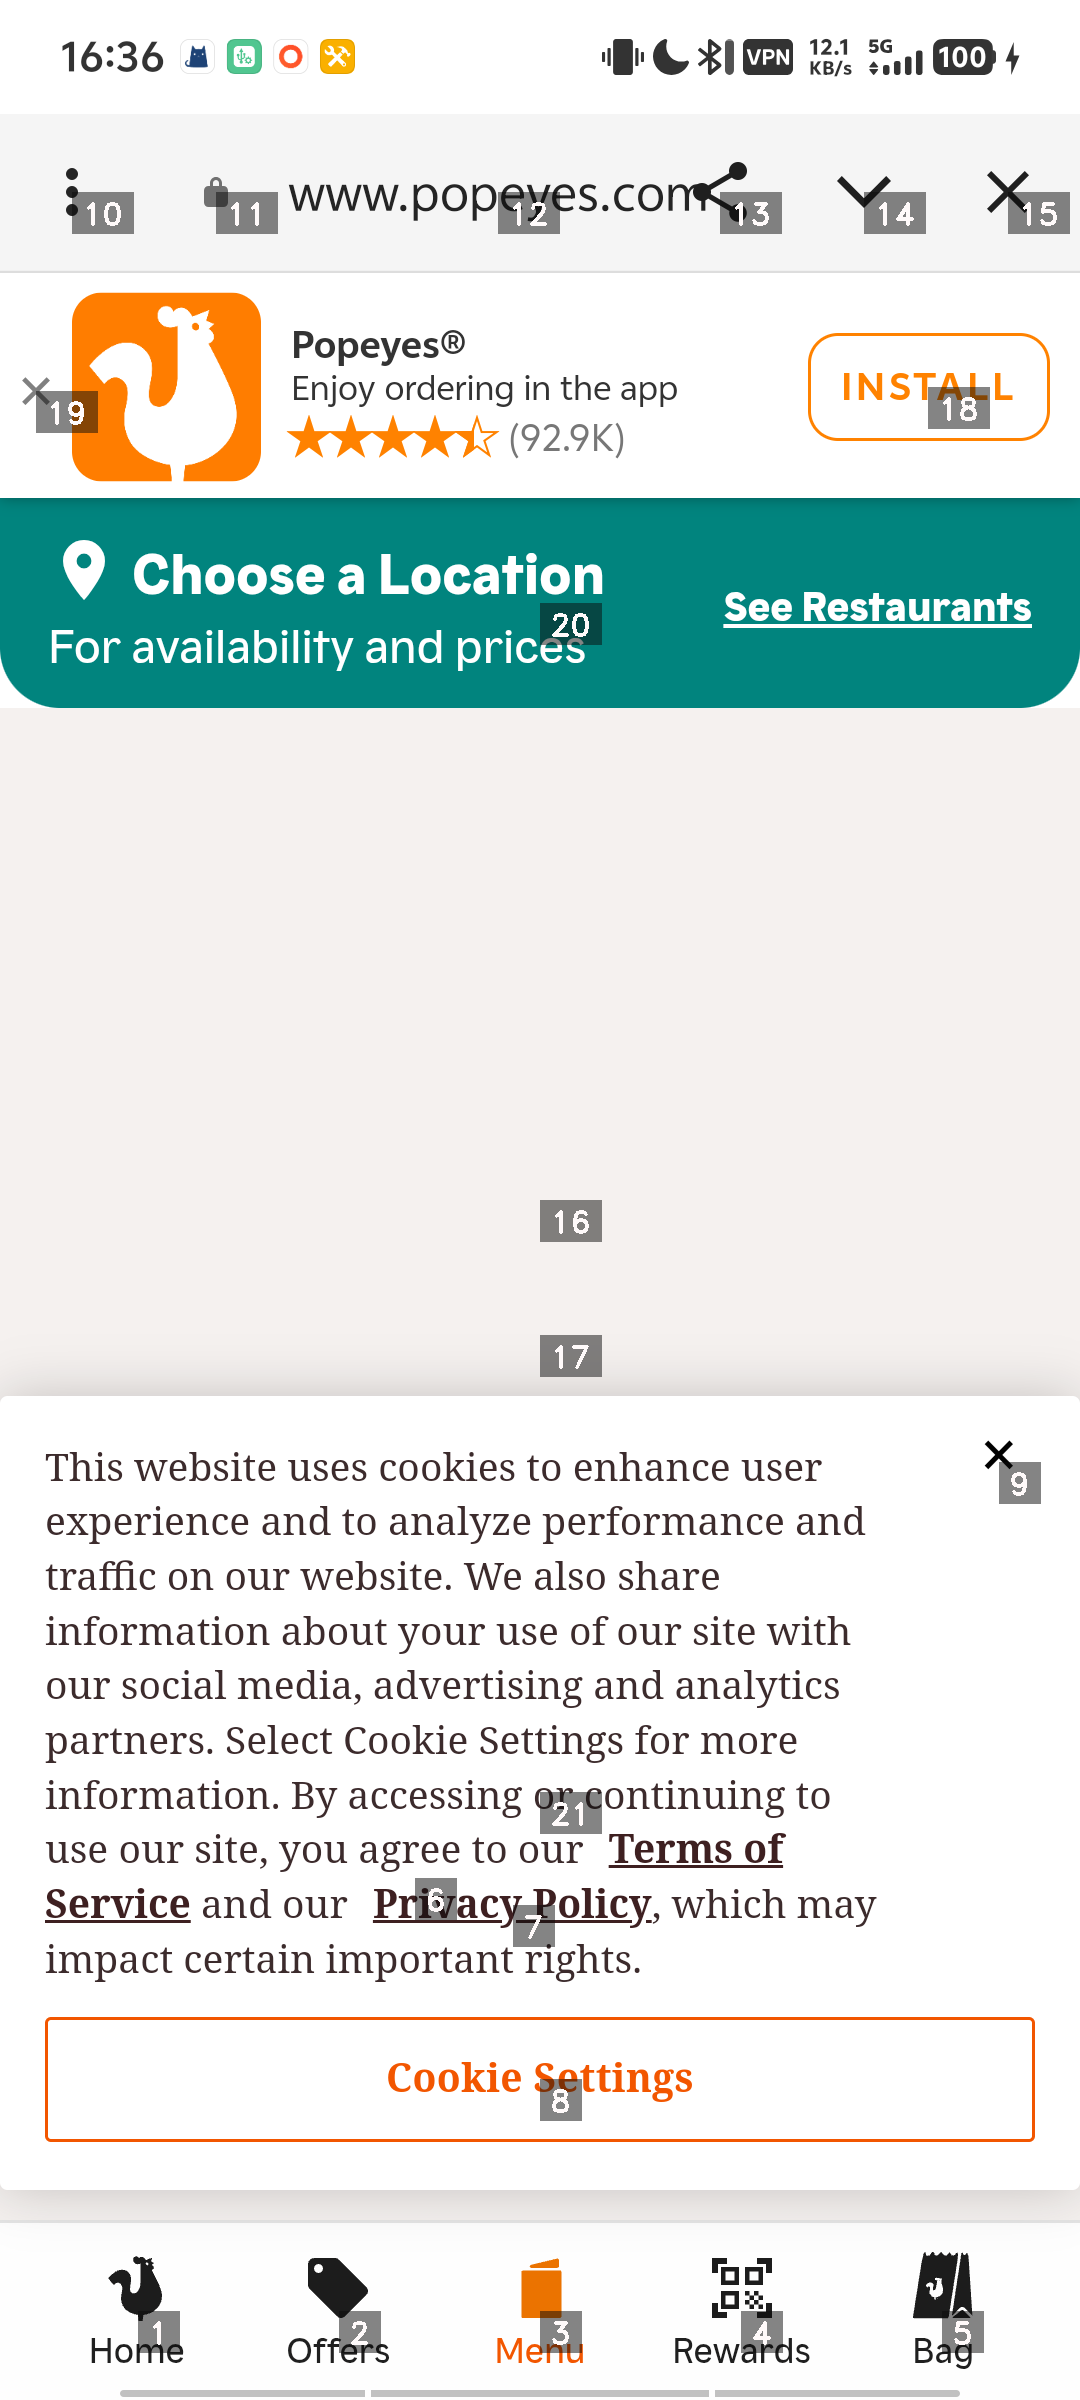 16:36
VPN
12.1
KB/s
5G
100
10
11
www.popeyes.com
12
13
14
15
Popeyes®
Enjoy ordering in the app
(92.9K)
INSTALL
18
19
Choose a Location
For availability and prices
20
See Restaurants
16
17
This website uses cookies to enhance user
experience and to analyze performance and
traffic on our website. We also share
information about your use of our site with
our social media, advertising and analytics
partners. Select Cookie Settings for more
information. By accessing or continuing to
use our site, you agree to our Terms of
Service and our Privacy Policy, which may
impact certain important rights.
9
21
6
7
Cookie Settings
8
1
2
3
4
5
Home
Offers
Menu
Rewards
Bag